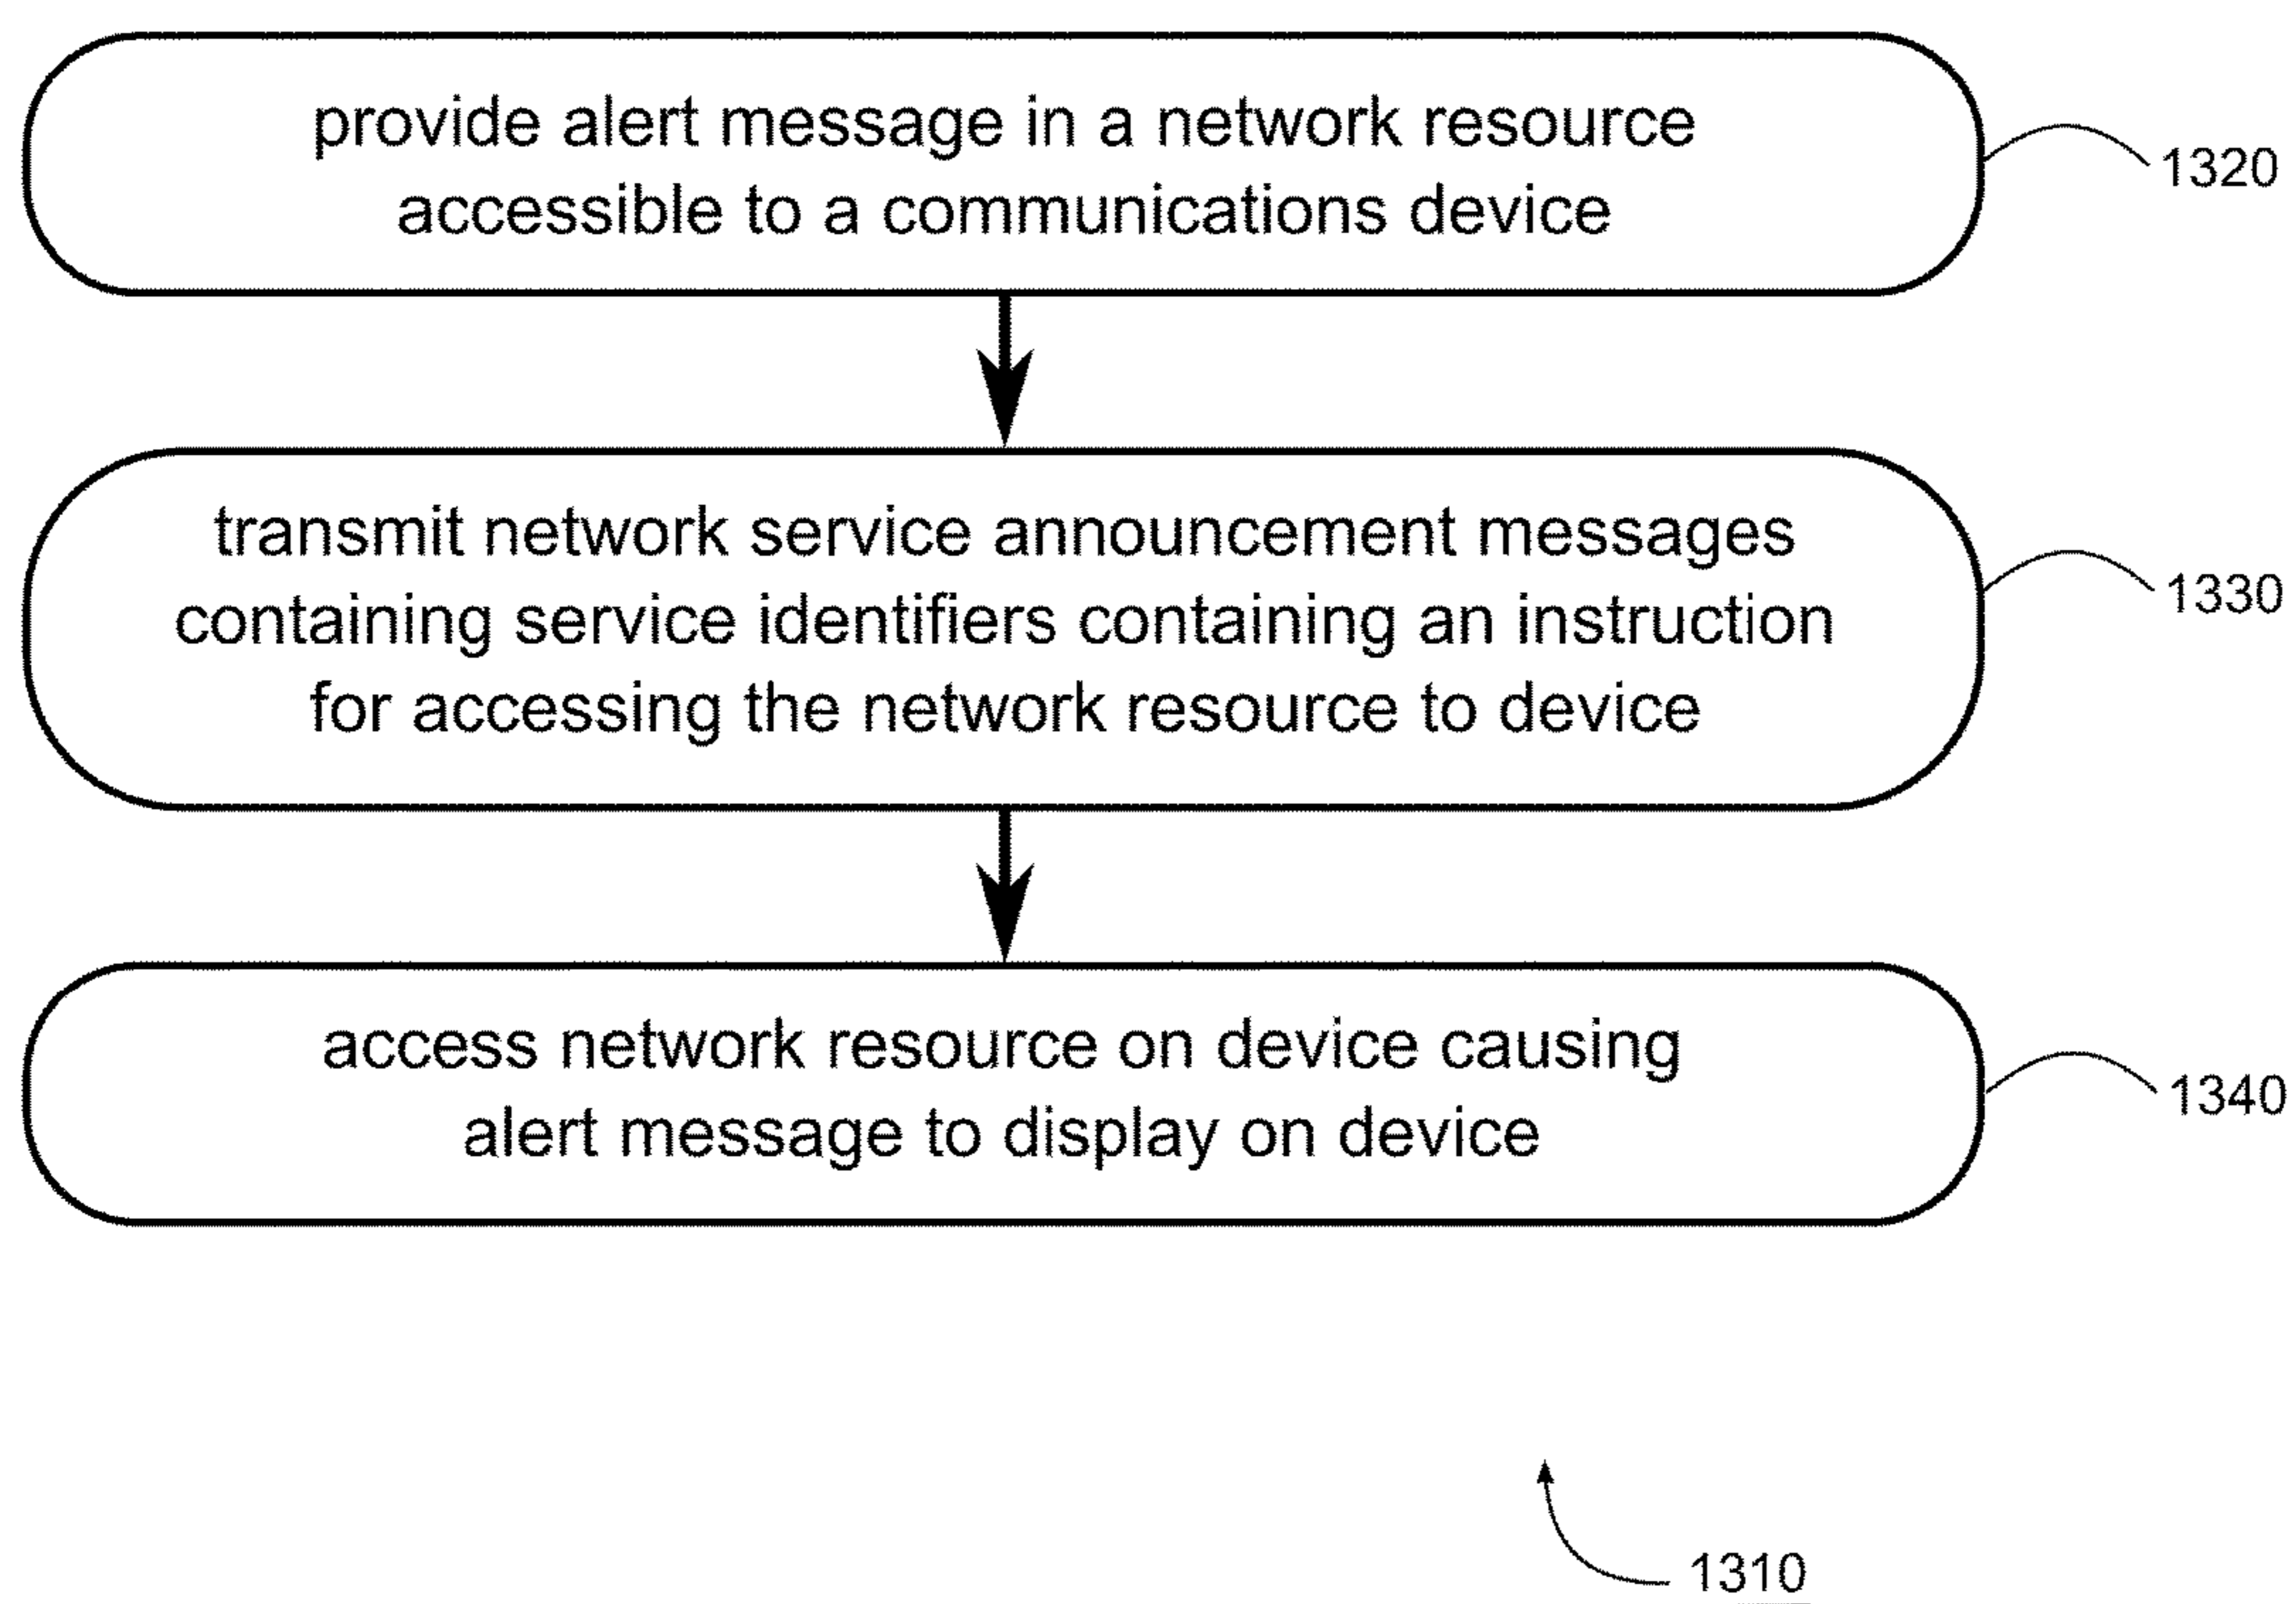 provide alert message in a network resource
accessible to a communications device
1320
transmit network service announcement messages
containing service identifiers containing an instruction
for accessing the network resource to device
1330
access network resource on device causing
alert message to display on device
1340
1310